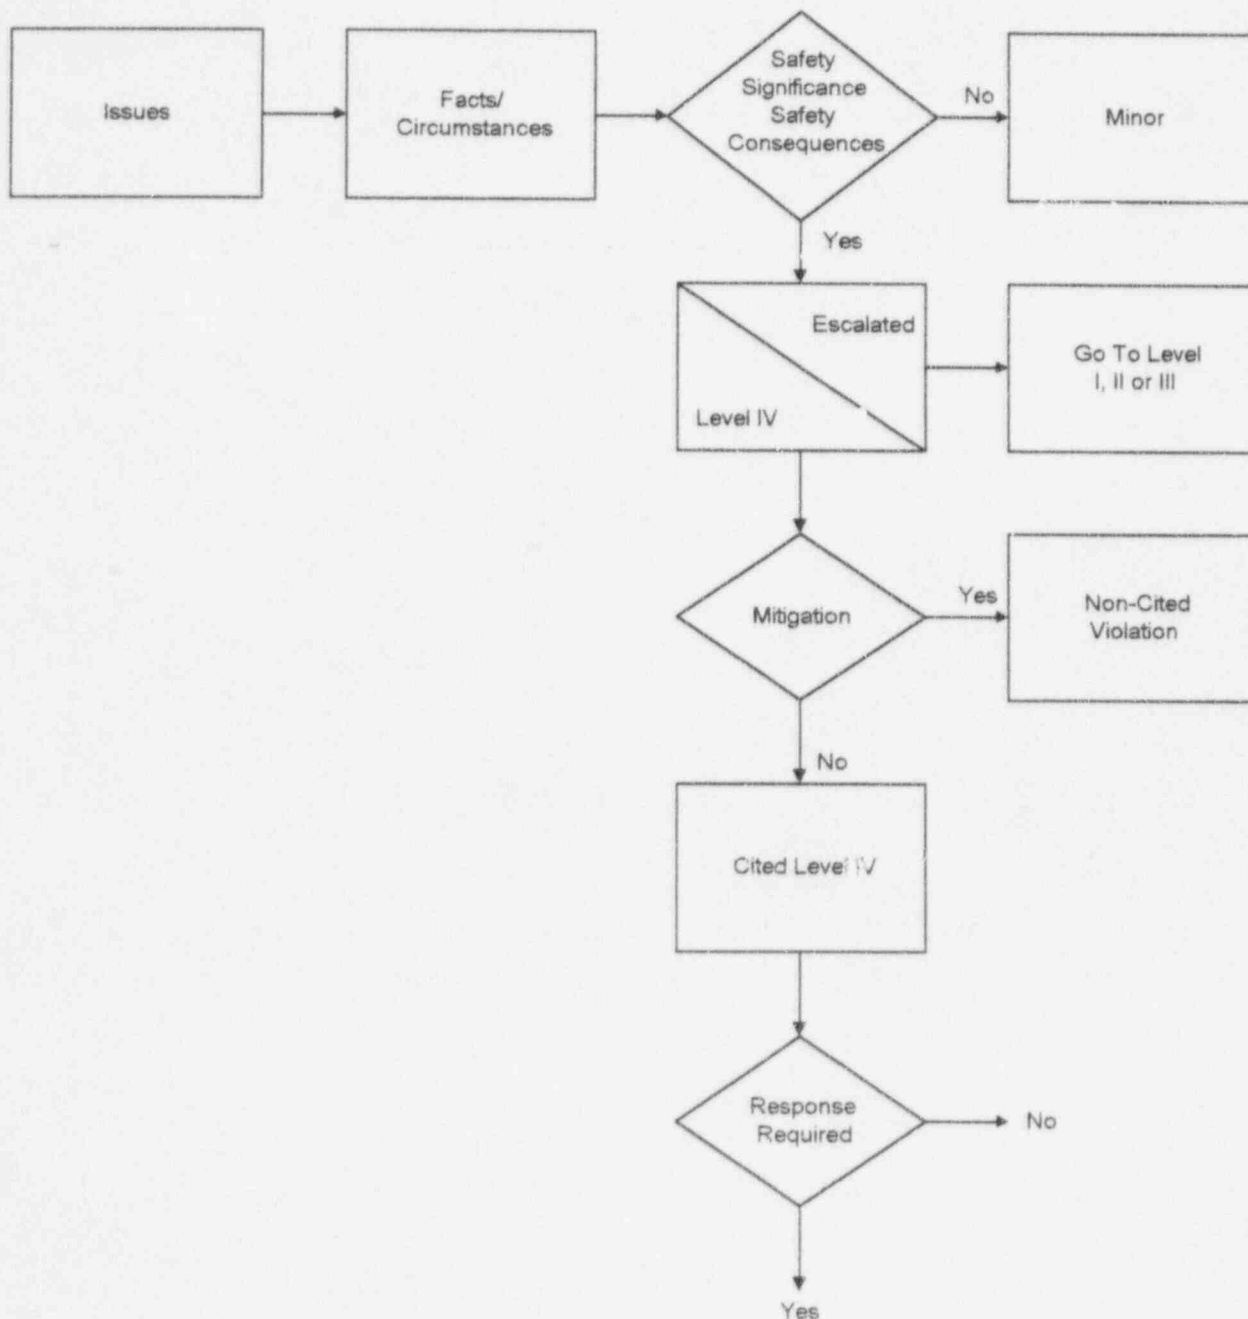 Issues
Facts/
Circumstances
Safety
Significance
Safety
Consequences
No
Minor
Yes
Escalated
Level IV
Go To Level
I, II or III
Mitigation
Yes
Non-Cited
Violation
No
Cited Level IV
Response
Required
No
Yes